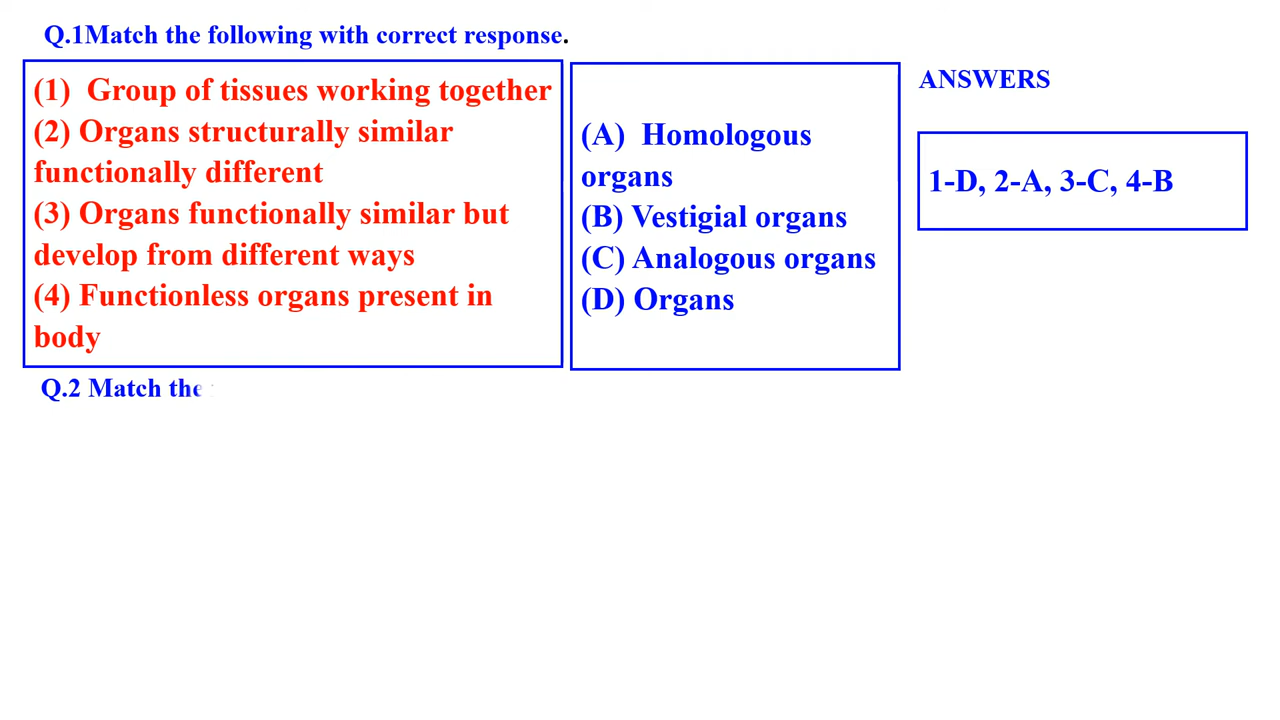 Q.1Match the following with correct response.
(1) Group of tissues working together
(2) Organs structurally similar
functionally different
(3) Organs functionally similar but
develop from different ways
(4) Functionless organs present in
body
(A) Homologous
organs
(B) Vestigial organs
(C) Analogous organs
(D) Organs
ANSWERS
1-D, 2-A, 3-C, 4-B
Q.2 Match the